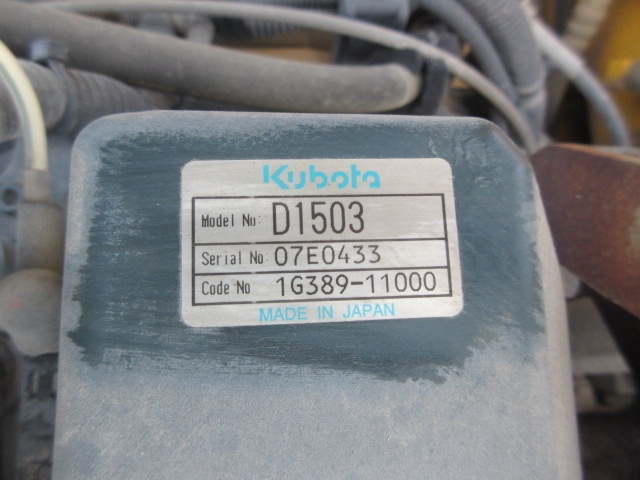 Kubota
Model No: D1503
Serial No 07E0433
Code No 1G389-11000
MADE IN JAPAN